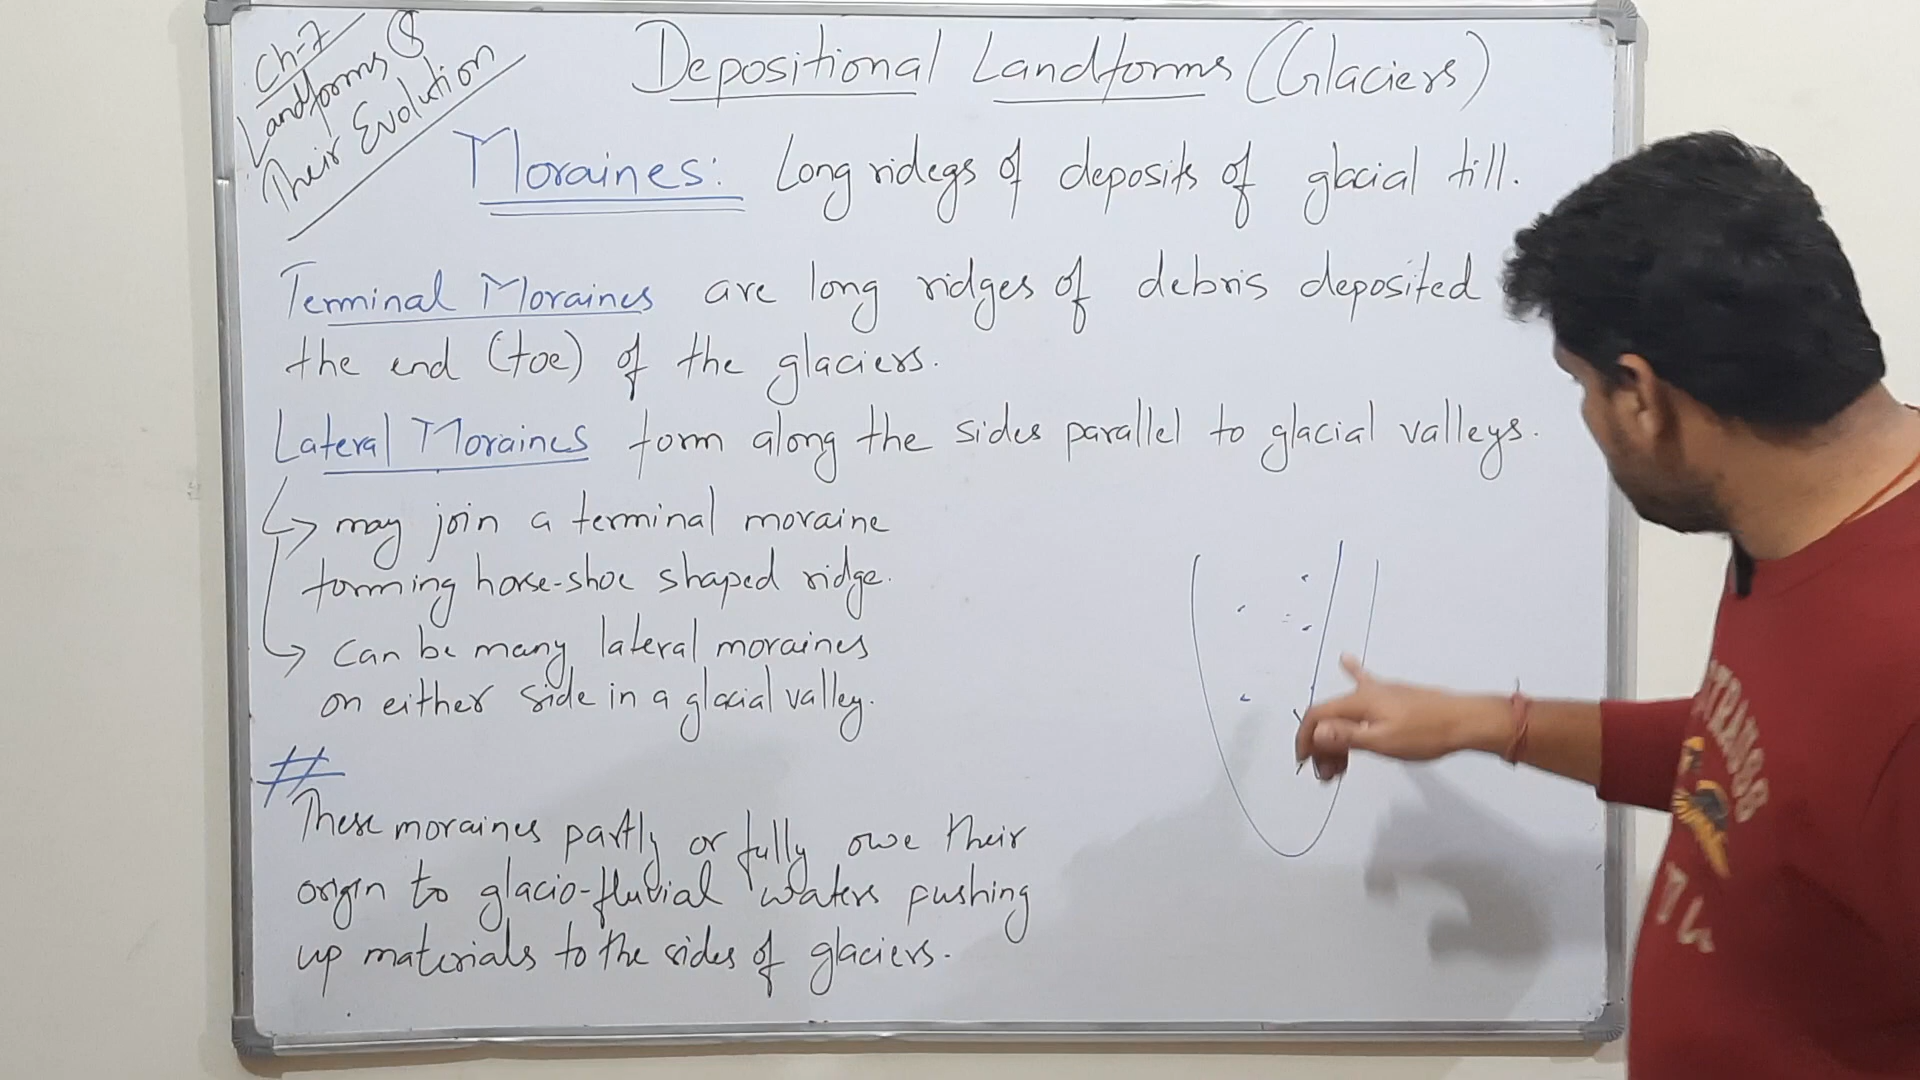 Ch-7
Landforms &
Their Evolution
Depositional Landforms (Glaciers)
Moraines: Long ridegs of deposits of glacial till.
Terminal Moraines are long ridges of debris deposited
the end (toe) of the glaciers.
Lateral Moraines form along the sides parallel to glacial valleys.
may join a terminal moraine
forming horse-shoe shaped ridge.
can be many lateral moraines
on either side in a glacial valley.
#
These moraines partly or fully owe their
origin to glacio-fluvial waters pushing
up materials to the sides of glaciers.